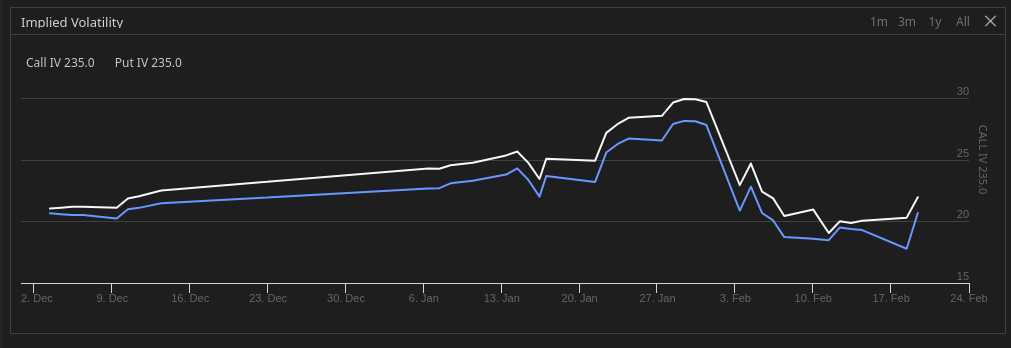 Implied Volatility 1m 3m 1y All
Call IV 235.0 Put IV 235.0
30
25
20
15
CALL IV 235.0
2. Dec 9. Dec 16. Dec 23. Dec 30. Dec 6. Jan 13. Jan 20. Jan 27. Jan 3. Feb 10. Feb 17. Feb 24. Feb